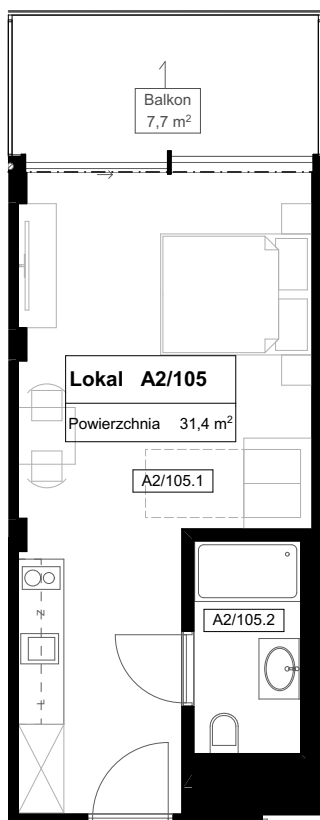 Balkon
7,7 m²
Lokal A2/105
Powierzchnia 31,4 m²
A2/105.1
A2/105.2
Z
L